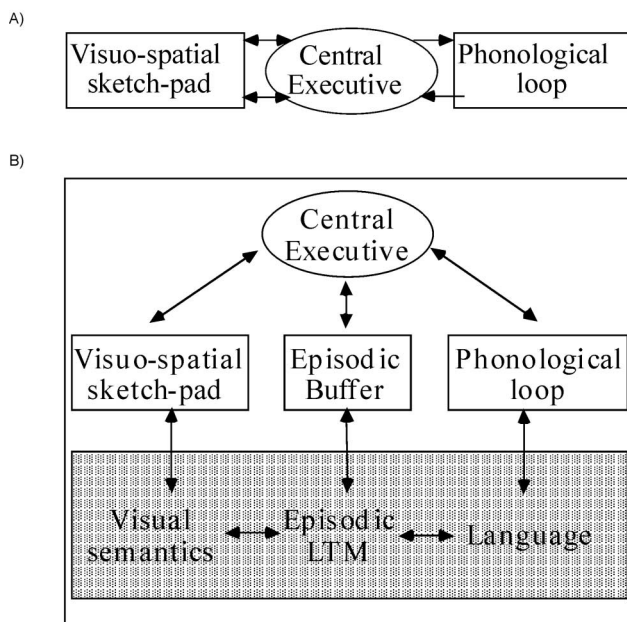 A)
Visuo-spatial
sketch-pad
Central
Executive
Phonological
loop
B)
Central
Executive
Visuo-spatial
sketch-pad
Episodic
Buffer
Phonological
loop
Visual
semantics
Episodic
LTM
Language